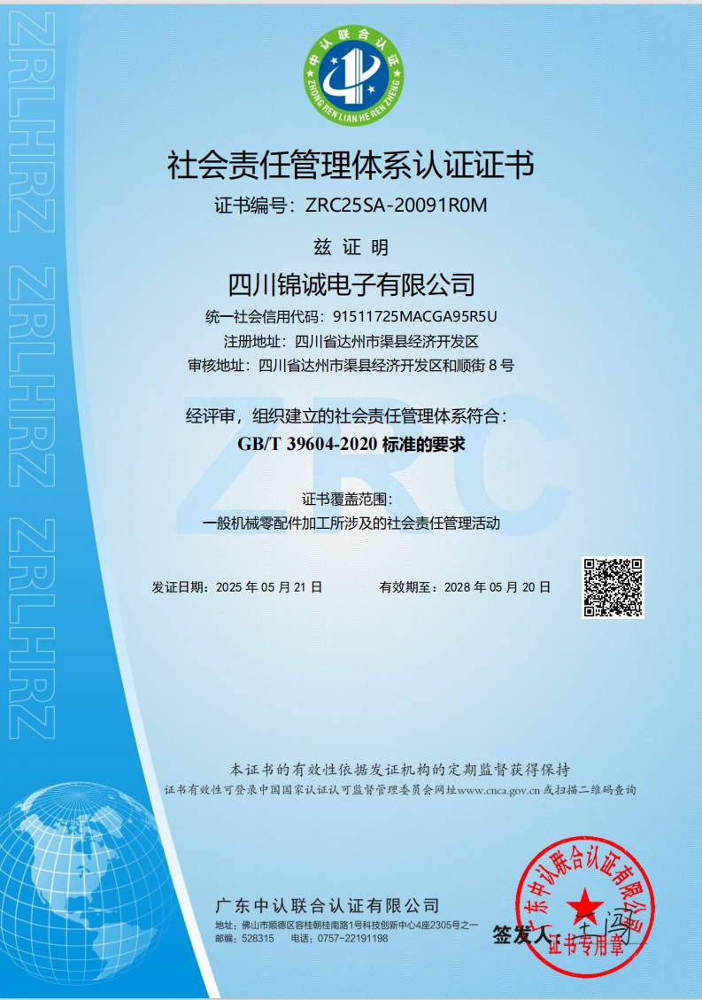 中认联合认证
ZHONG REN LIAN HE REN ZHENG
社会责任管理体系认证证书
证书编号：ZRC25SA-20091R0M
兹 证 明
四川锦诚电子有限公司
统一社会信用代码：91511725MACGA95R5U
注册地址：四川省达州市渠县经济开发区
审核地址：四川省达州市渠县经济开发区和顺街 8 号
ZRC
经评审，组织建立的社会责任管理体系符合：
GB/T 39604-2020 标准的要求
证书覆盖范围：
一般机械零配件加工所涉及的社会责任管理活动
发证日期：2025 年 05 月 21 日 有效期至：2028 年 05 月 20 日
ZRLHRZ ZRLHRZ ZRLHRZ
本证书的有效性依据发证机构的定期监督获得保持
证书有效性可登录中国国家认证认可监督管理委员会网址www.cnca.gov.cn 或扫描二维码查询
广东中认联合认证有限公司
地址：佛山市顺德区容桂朝桂南路1号科技创新中心4座2305号之一
邮编：528315 电话：0757-22191198
签发人：
广东中认联合认证有限公司
证书专用章